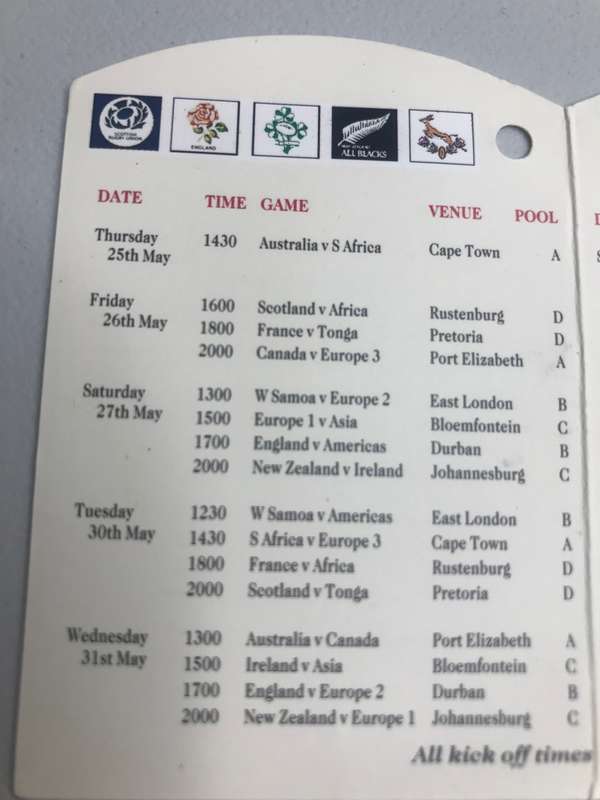 SCOTTISH
RUGBY UNION
ENGLAND
ALL BLACKS
DATE TIME GAME VENUE POOL
Thursday 1430 Australia v S Africa Cape Town A
25th May
Friday 1600 Scotland v Africa Rustenburg D
26th May 1800 France v Tonga Pretoria D
2000 Canada v Europe 3 Port Elizabeth A
Saturday 1300 W Samoa v Europe 2 East London B
27th May 1500 Europe 1 v Asia Bloemfontein C
1700 England v Americas Durban B
2000 New Zealand v Ireland Johannesburg C
Tuesday 1230 W Samoa v Americas East London B
30th May 1430 S Africa v Europe 3 Cape Town A
1800 France v Africa Rustenburg D
2000 Scotland v Tonga Pretoria D
Wednesday 1300 Australia v Canada Port Elizabeth A
31st May 1500 Ireland v Asia Bloemfontein C
1700 England v Europe 2 Durban B
2000 New Zealand v Europe 1 Johannesburg C
All kick off times